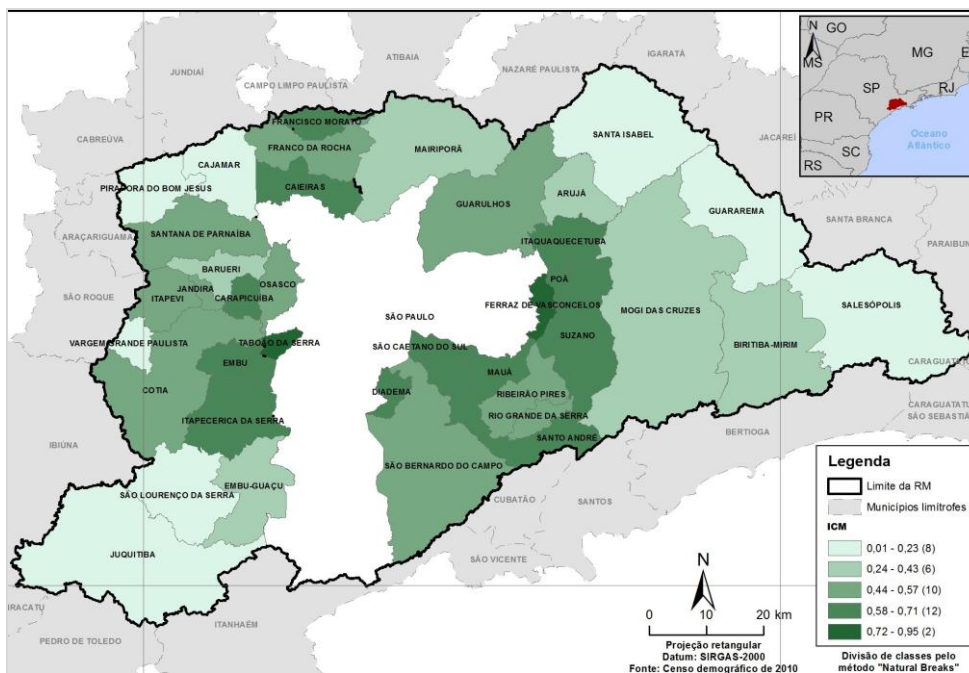 N
GO
MS
MG
E
SP
RJ
PR
SC
RS
Oceano
Atlântico
ATIBAIA
IGARATÁ
JUNDIAÍ
NAZARÉ PAULISTA
CAMPO LIMPO PAULISTA
CABREÚVA
JACAREÍ
FRANCISCO MORATO
SANTA ISABEL
FRANCO DA ROCHA
MAIRIPORÃ
CAJAMAR
PIRAPORA DO BOM JESUS
CAIEIRAS
ARUJÁ
GUARULHOS
GUARAREMA
SANTA BRANCA
ARAÇARIGUAMA
SANTANA DE PARNAÍBA
ITAQUAQUECETUBA
PARAIBUN
BARUERI
POÁ
JANDIRA
OSASCO
SÃO ROQUE
ITAPEVI
CARAPICUÍBA
FERRAZ DE VASCONCELOS
SALESÓPOLIS
SÃO PAULO
MOGI DAS CRUZES
SUZANO
VARGEM GRANDE PAULISTA
TABOÃO DA SERRA
SÃO CAETANO DO SUL
BIRITIBA-MIRIM
EMBU
CARAGUATA
MAUÁ
COTIA
DIADEMA
RIBEIRÃO PIRES
CARAGUATATU
RIO GRANDE DA SERRA
SÃO SEBASTIÃ
ITAPECERICA DA SERRA
BERTIOGA
SANTO ANDRÉ
IBIÚNA
SÃO BERNARDO DO CAMPO
EMBU-GUAÇU
SÃO LOURENÇO DA SERRA
CUBATÃO
SANTOS
JUQUITIBA
SÃO VICENTE
IRACATU
ITANHAÉM
PEDRO DE TOLEDO
N
0 10 20 km
Projeção retangular
Datum: SIRGAS-2000
Fonte: Censo demográfico de 2010
Legenda
Limite da RM
Municípios limítrofes
ICM
0,01 - 0,23 (8)
0,24 - 0,43 (6)
0,44 - 0,57 (10)
0,58 - 0,71 (12)
0,72 - 0,95 (2)
Divisão de classes pelo
método "Natural Breaks"